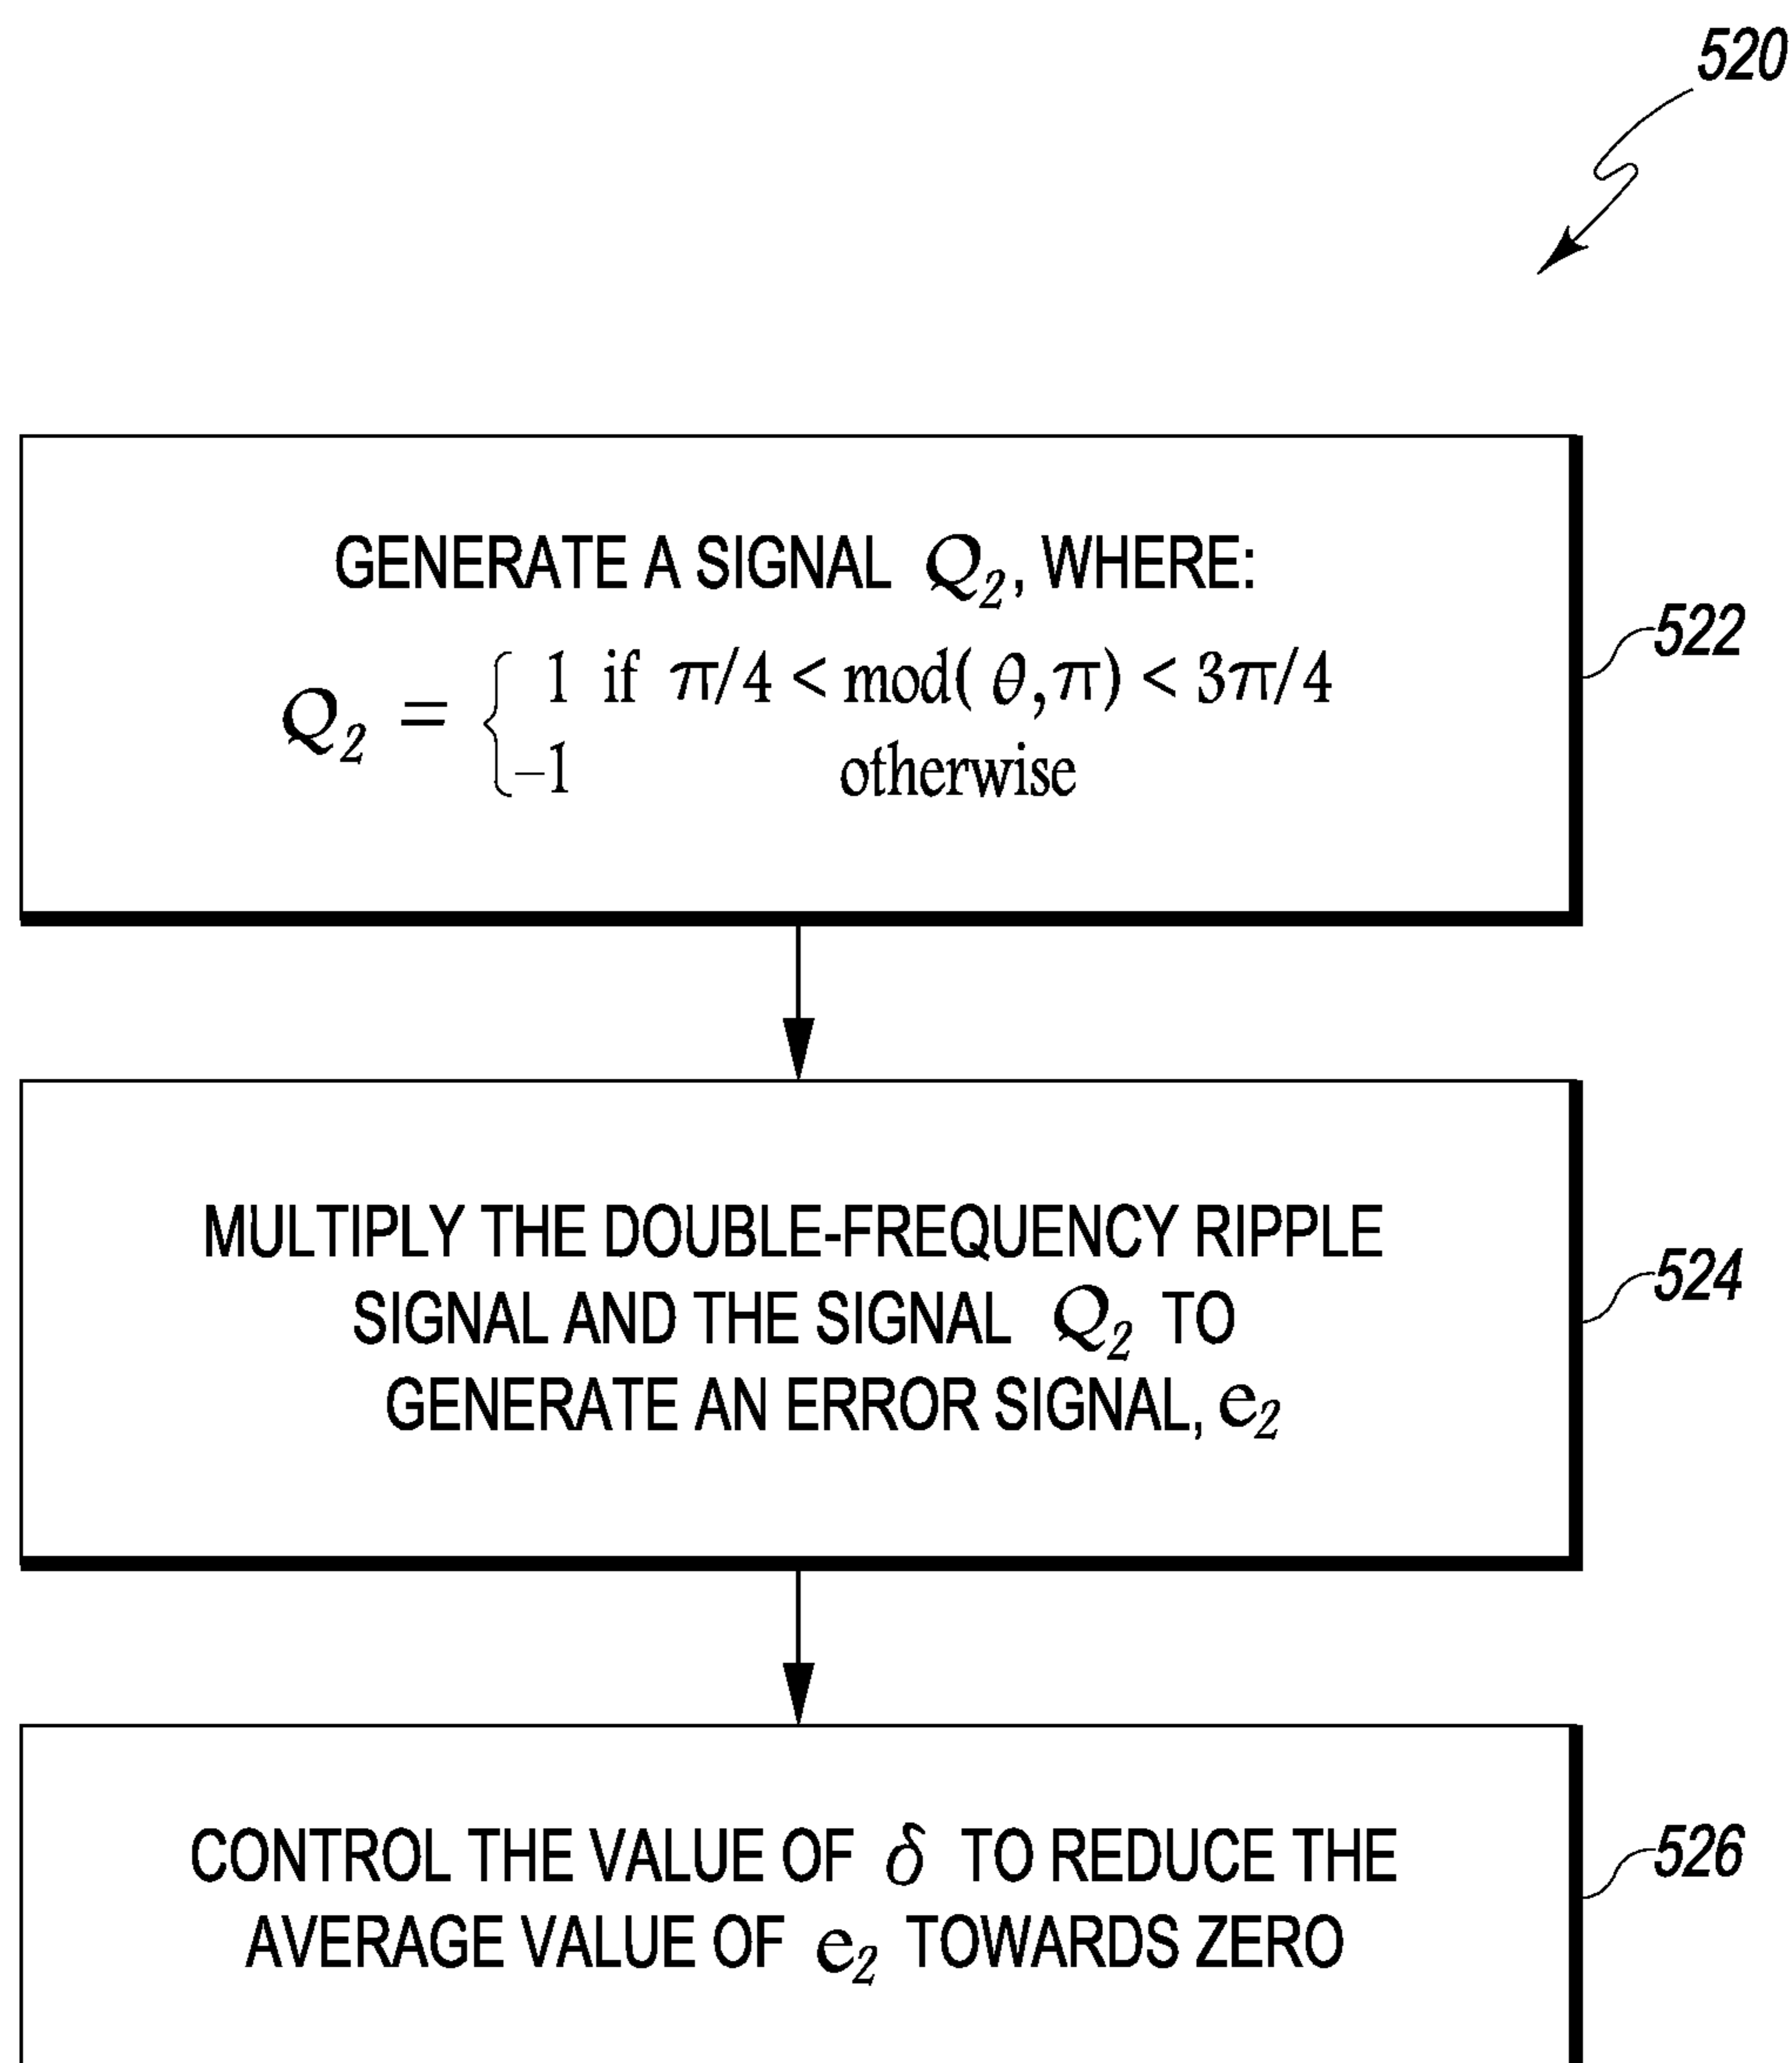 520
GENERATE A SIGNAL Q₂, WHERE:
Q₂ = { 1 if π/4 < mod( θ, π) < 3π/4
−1 otherwise
522
MULTIPLY THE DOUBLE-FREQUENCY RIPPLE
SIGNAL AND THE SIGNAL Q₂ TO
GENERATE AN ERROR SIGNAL, e₂
524
CONTROL THE VALUE OF δ TO REDUCE THE
AVERAGE VALUE OF e₂ TOWARDS ZERO
526